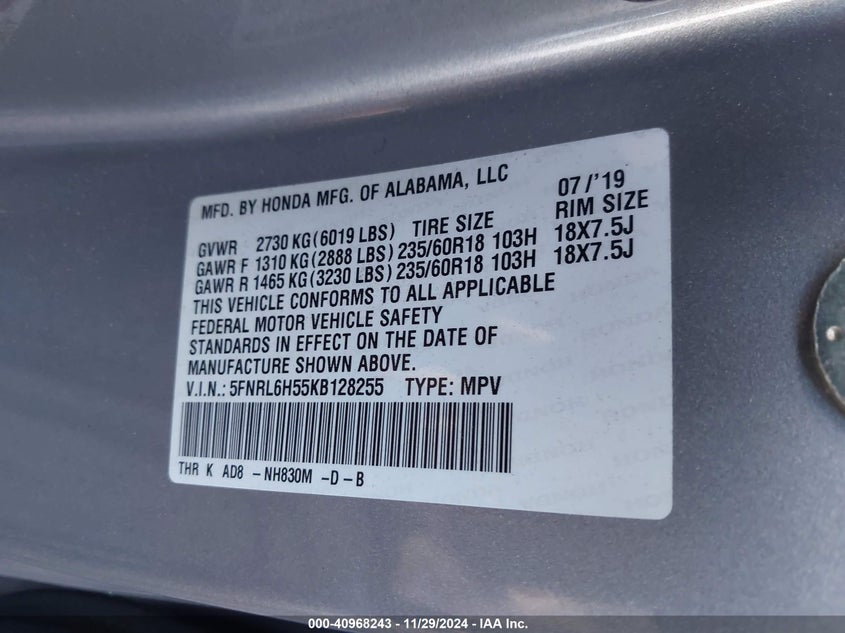 MFD. BY HONDA MFG. OF ALABAMA, LLC 07/'19
GVWR 2730 KG(6019 LBS) TIRE SIZE RIM SIZE
GAWR F 1310 KG(2888 LBS) 235/60R18 103H 18X7.5J
GAWR R 1465 KG(3230 LBS) 235/60R18 103H 18X7.5J
THIS VEHICLE CONFORMS TO ALL APPLICABLE
FEDERAL MOTOR VEHICLE SAFETY
STANDARDS IN EFFECT ON THE DATE OF
MANUFACTURE SHOWN ABOVE.
V.I.N.: 5FNRL6H55KB128255 TYPE: MPV
THR K AD8 -NH830M -D-B
000-40968243 - 11/29/2024 - IAA Inc.